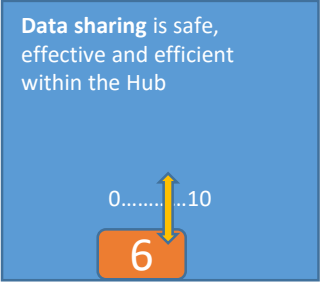 Data sharing is safe,
effective and efficient
within the Hub
0............10
6